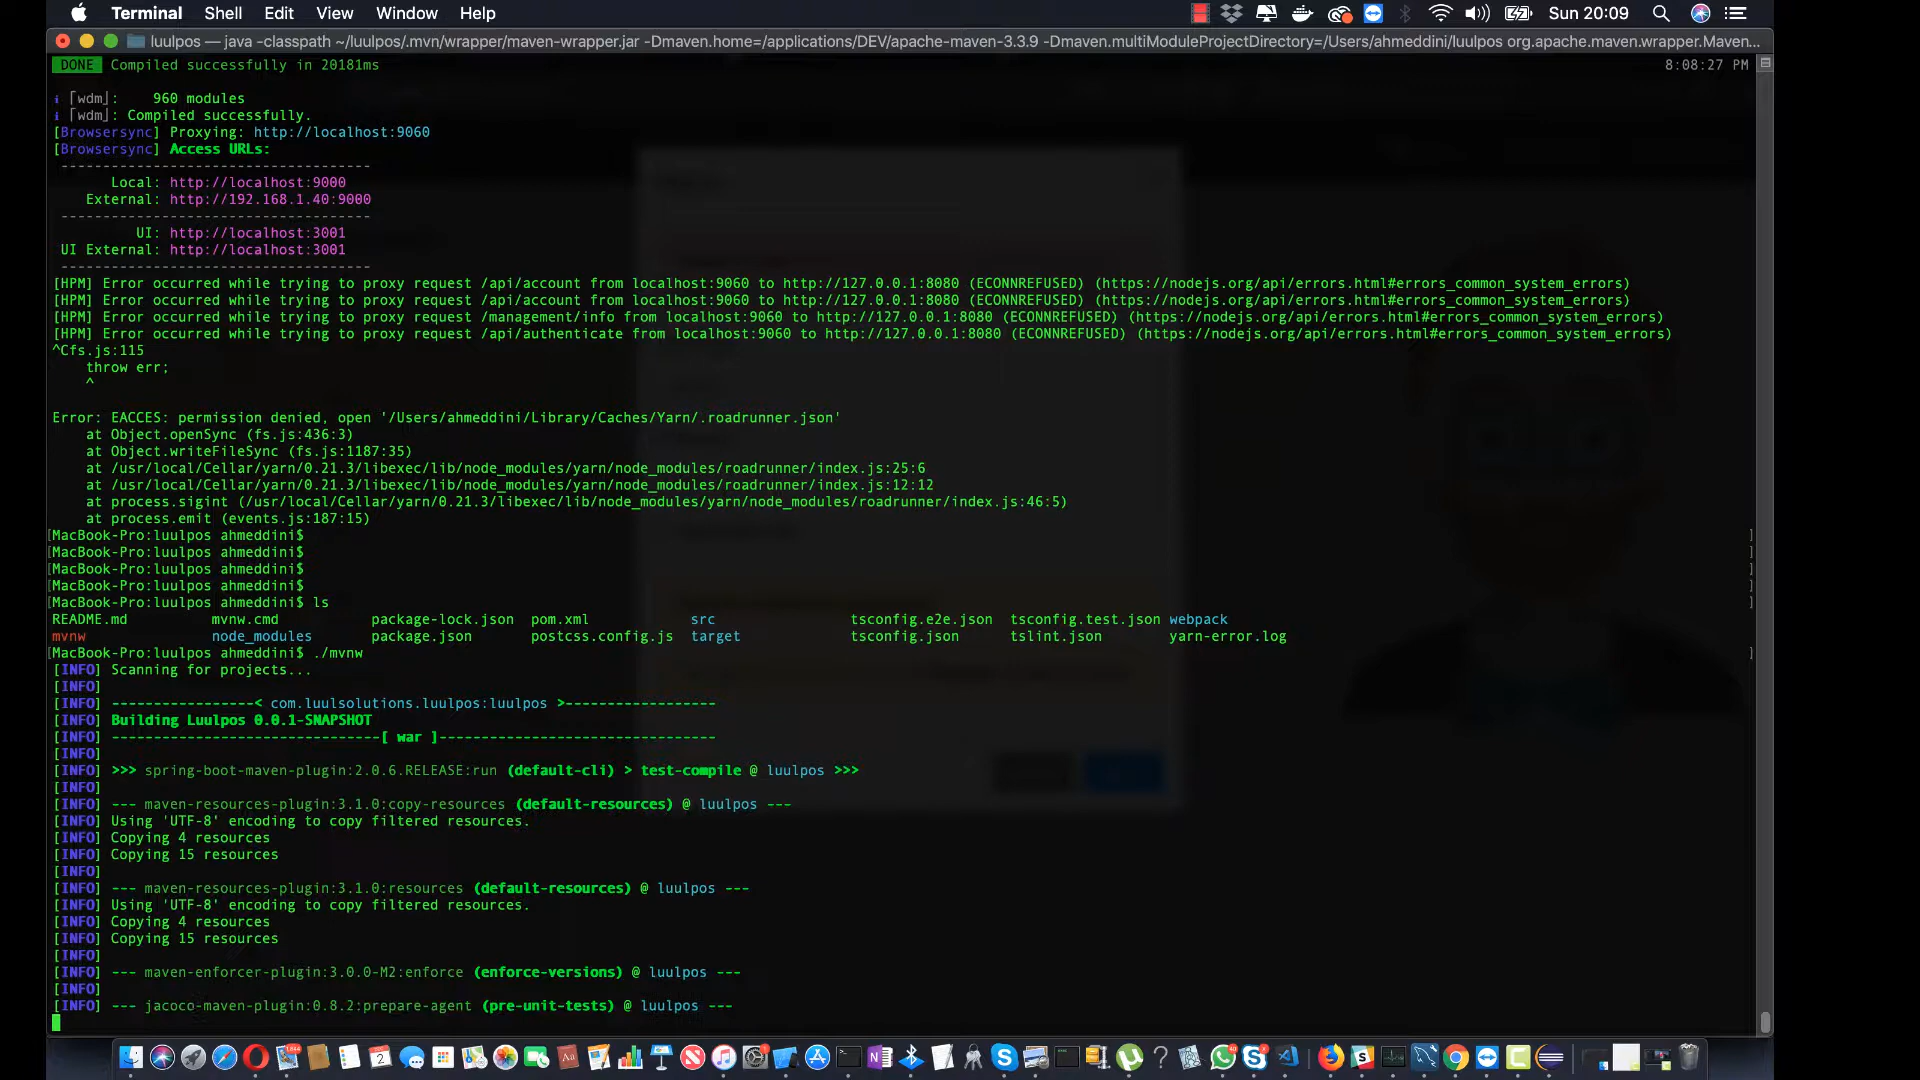 Terminal Shell Edit View Window Help Sun 20:09
luulpos — java -classpath ~/luulpos/.mvn/wrapper/maven-wrapper.jar -Dmaven.home=/applications/DEV/apache-maven-3.3.9 -Dmaven.multiModuleProjectDirectory=/Users/ahmeddini/luulpos org.apache.maven.wrapper.Maven...
DONE Compiled successfully in 20181ms 8:08:27 PM
i ｢wdm｣: 960 modules
i ｢wdm｣: Compiled successfully.
[Browsersync] Proxying: http://localhost:9060
[Browsersync] Access URLs:
-------------------------------------
Local: http://localhost:9000
External: http://192.168.1.40:9000
-------------------------------------
UI: http://localhost:3001
UI External: http://localhost:3001
-------------------------------------
[HPM] Error occurred while trying to proxy request /api/account from localhost:9060 to http://127.0.0.1:8080 (ECONNREFUSED) (https://nodejs.org/api/errors.html#errors_common_system_errors)
[HPM] Error occurred while trying to proxy request /api/account from localhost:9060 to http://127.0.0.1:8080 (ECONNREFUSED) (https://nodejs.org/api/errors.html#errors_common_system_errors)
[HPM] Error occurred while trying to proxy request /management/info from localhost:9060 to http://127.0.0.1:8080 (ECONNREFUSED) (https://nodejs.org/api/errors.html#errors_common_system_errors)
[HPM] Error occurred while trying to proxy request /api/authenticate from localhost:9060 to http://127.0.0.1:8080 (ECONNREFUSED) (https://nodejs.org/api/errors.html#errors_common_system_errors)
^Cfs.js:115
throw err;
^
Error: EACCES: permission denied, open '/Users/ahmeddini/Library/Caches/Yarn/.roadrunner.json'
at Object.openSync (fs.js:436:3)
at Object.writeFileSync (fs.js:1187:35)
at /usr/local/Cellar/yarn/0.21.3/libexec/lib/node_modules/yarn/node_modules/roadrunner/index.js:25:6
at /usr/local/Cellar/yarn/0.21.3/libexec/lib/node_modules/yarn/node_modules/roadrunner/index.js:12:12
at process.sigint (/usr/local/Cellar/yarn/0.21.3/libexec/lib/node_modules/yarn/node_modules/roadrunner/index.js:46:5)
at process.emit (events.js:187:15)
[MacBook-Pro:luulpos ahmeddini$ ]
[MacBook-Pro:luulpos ahmeddini$ ]
[MacBook-Pro:luulpos ahmeddini$ ]
[MacBook-Pro:luulpos ahmeddini$ ]
[MacBook-Pro:luulpos ahmeddini$ ls ]
README.md mvnw.cmd package-lock.json pom.xml src tsconfig.e2e.json tsconfig.test.json webpack
mvnw node_modules package.json postcss.config.js target tsconfig.json tslint.json yarn-error.log
[MacBook-Pro:luulpos ahmeddini$ ./mvnw ]
[INFO] Scanning for projects...
[INFO]
[INFO] ------------------< com.luulsolutions.luulpos:luulpos >------------------
[INFO] Building Luulpos 0.0.1-SNAPSHOT
[INFO] --------------------------------[ war ]---------------------------------
[INFO]
[INFO] >>> spring-boot-maven-plugin:2.0.6.RELEASE:run (default-cli) > test-compile @ luulpos >>>
[INFO]
[INFO] --- maven-resources-plugin:3.1.0:copy-resources (default-resources) @ luulpos ---
[INFO] Using 'UTF-8' encoding to copy filtered resources.
[INFO] Copying 4 resources
[INFO] Copying 15 resources
[INFO]
[INFO] --- maven-resources-plugin:3.1.0:resources (default-resources) @ luulpos ---
[INFO] Using 'UTF-8' encoding to copy filtered resources.
[INFO] Copying 4 resources
[INFO] Copying 15 resources
[INFO]
[INFO] --- maven-enforcer-plugin:3.0.0-M2:enforce (enforce-versions) @ luulpos ---
[INFO]
[INFO] --- jacoco-maven-plugin:0.8.2:prepare-agent (pre-unit-tests) @ luulpos ---